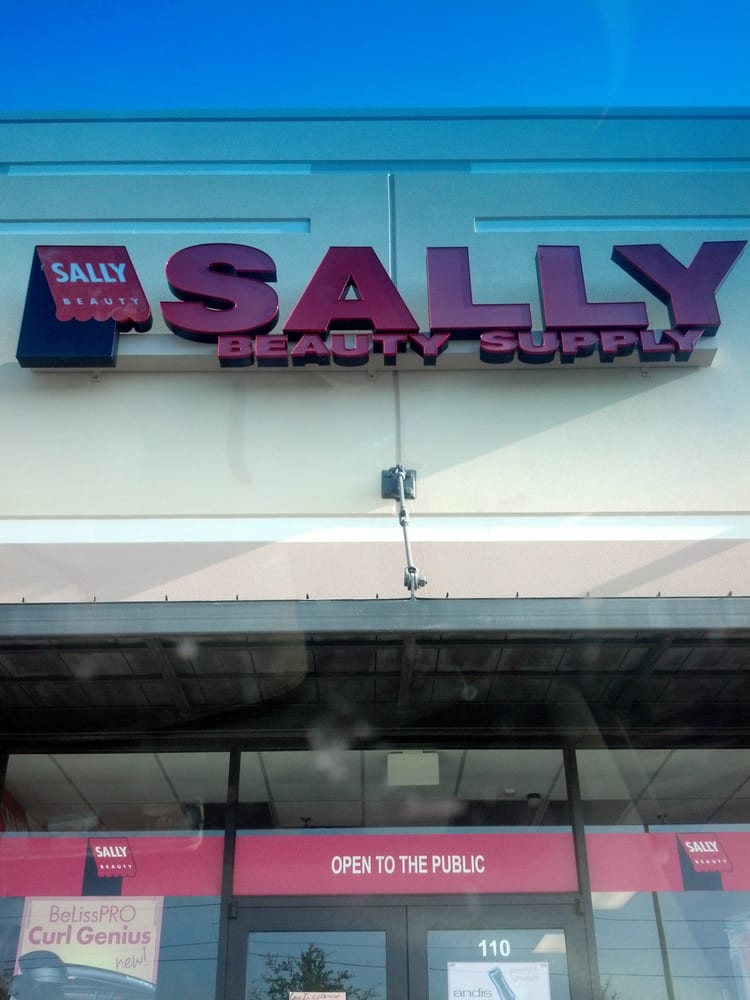 SALLY
BEAUTY
SALLY
BEAUTY SUPPLY
SALLY
BEAUTY
OPEN TO THE PUBLIC
SALLY
BEAUTY
BeLissPRO
Curl Genius
new!
110
andis